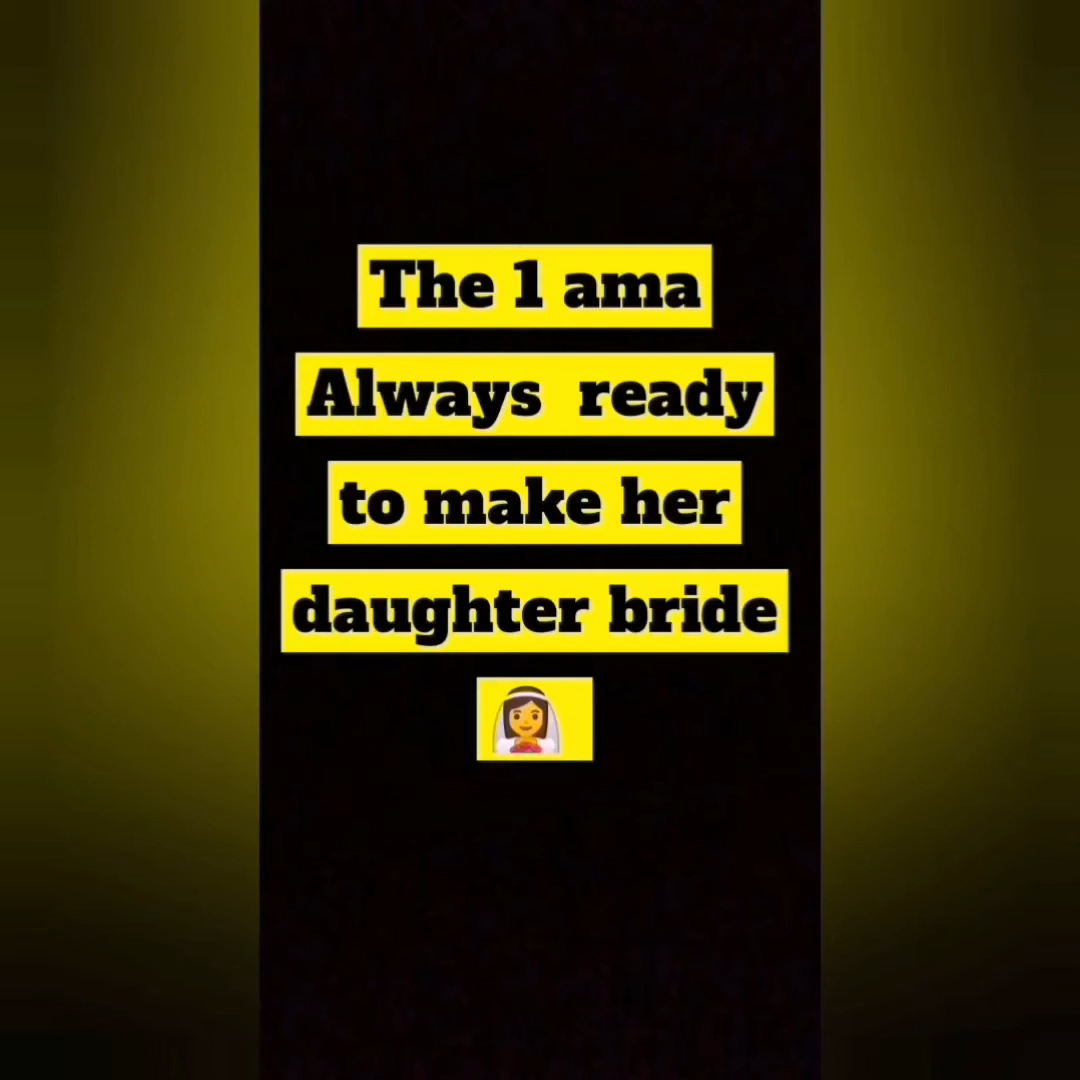 The 1 ama
Always ready
to make her
daughter bride
👰